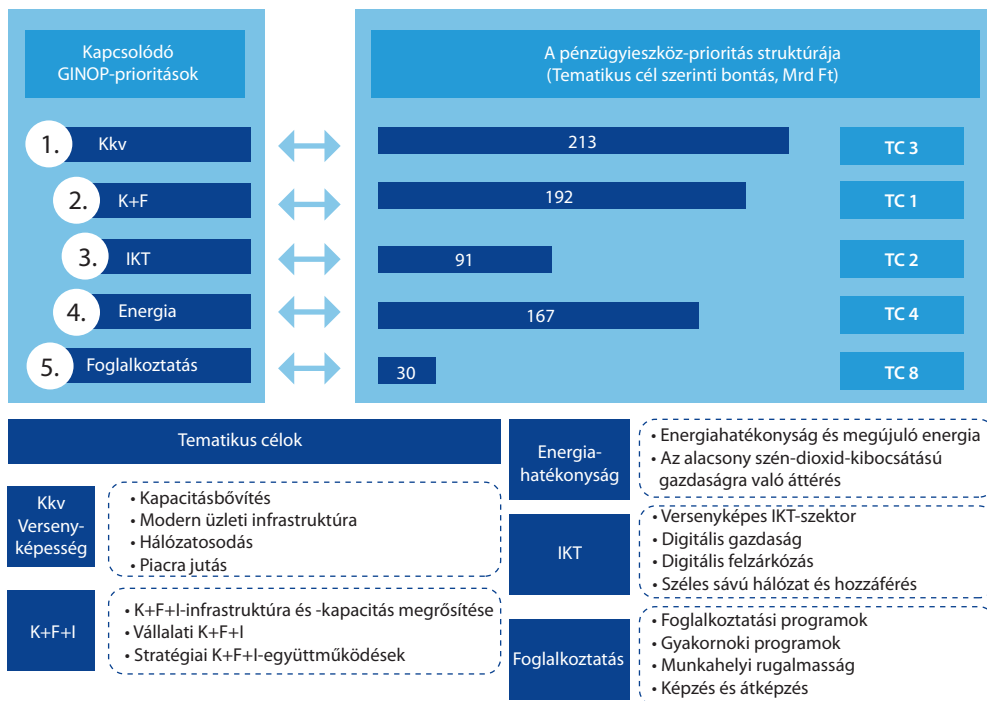 Kapcsolódó
GINOP-prioritások
A pénzügyieszköz-prioritás struktúrája
(Tematikus cél szerinti bontás, Mrd Ft)
1. Kkv
213
TC 3
2. K+F
192
TC 1
3. IKT
91
TC 2
4. Energia
167
TC 4
5. Foglalkoztatás
30
TC 8
Tematikus célok
Kkv
Verseny-
képesség
• Kapacitásbővítés
• Modern üzleti infrastruktúra
• Hálózatosodás
• Piacra jutás
K+F+I
• K+F+I-infrastruktúra és -kapacitás megrősítése
• Vállalati K+F+I
• Stratégiai K+F+I-együttműködések
Energia-
hatékonyság
• Energiahatékonyság és megújuló energia
• Az alacsony szén-dioxid-kibocsátású
gazdaságra való áttérés
IKT
• Versenyképes IKT-szektor
• Digitális gazdaság
• Digitális felzárkózás
• Széles sávú hálózat és hozzáférés
Foglalkoztatás
• Foglalkoztatási programok
• Gyakornoki programok
• Munkahelyi rugalmasság
• Képzés és átképzés